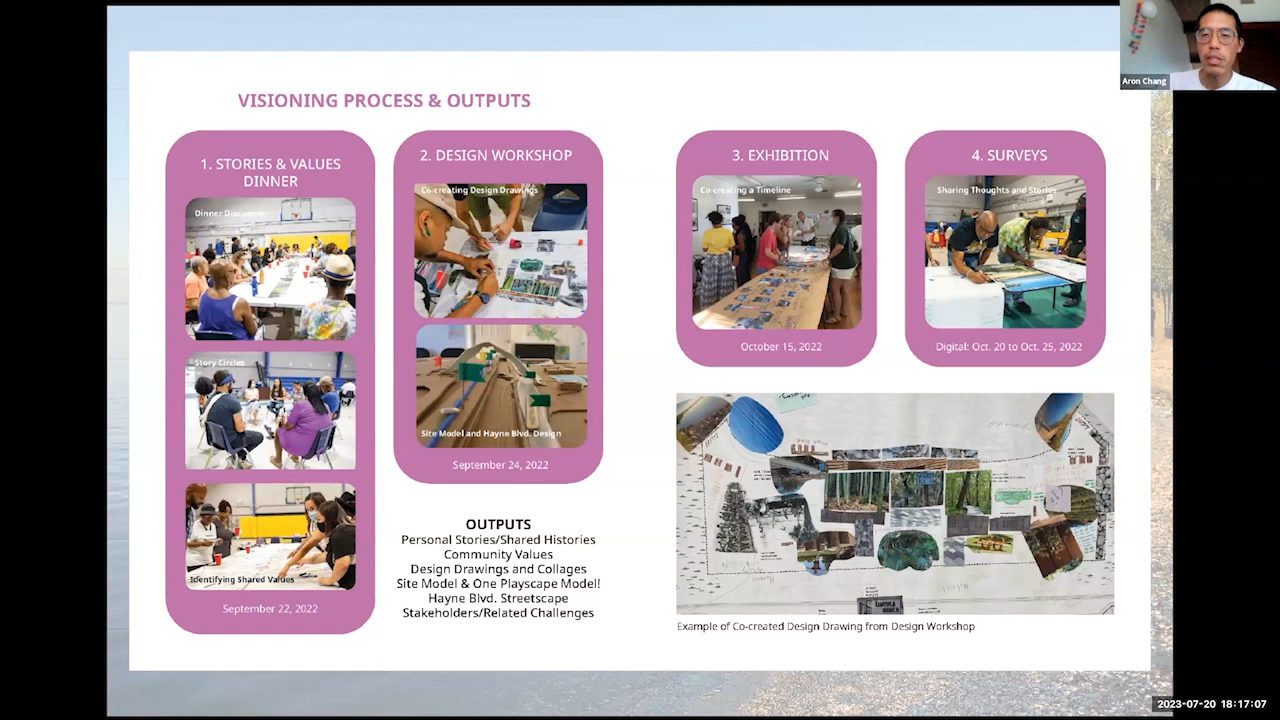 Aron Chang
VISIONING PROCESS & OUTPUTS
1. STORIES & VALUES
DINNER
Dinner Discussion
Story Circles
Identifying Shared Values
September 22, 2022
2. DESIGN WORKSHOP
Co-creating Design Drawings
Site Model and Hayne Blvd. Design
September 24, 2022
OUTPUTS
Personal Stories/Shared Histories
Community Values
Design Drawings and Collages
Site Model & One Playscape Model!
Hayne Blvd. Streetscape
Stakeholders/Related Challenges
3. EXHIBITION
Co-creating a Timeline
October 15, 2022
4. SURVEYS
Sharing Thoughts and Stories
Digital: Oct. 20 to Oct. 25, 2022
LINCOLN
BEACH
Example of Co-created Design Drawing from Design Workshop
2023-07-20 18:17:07